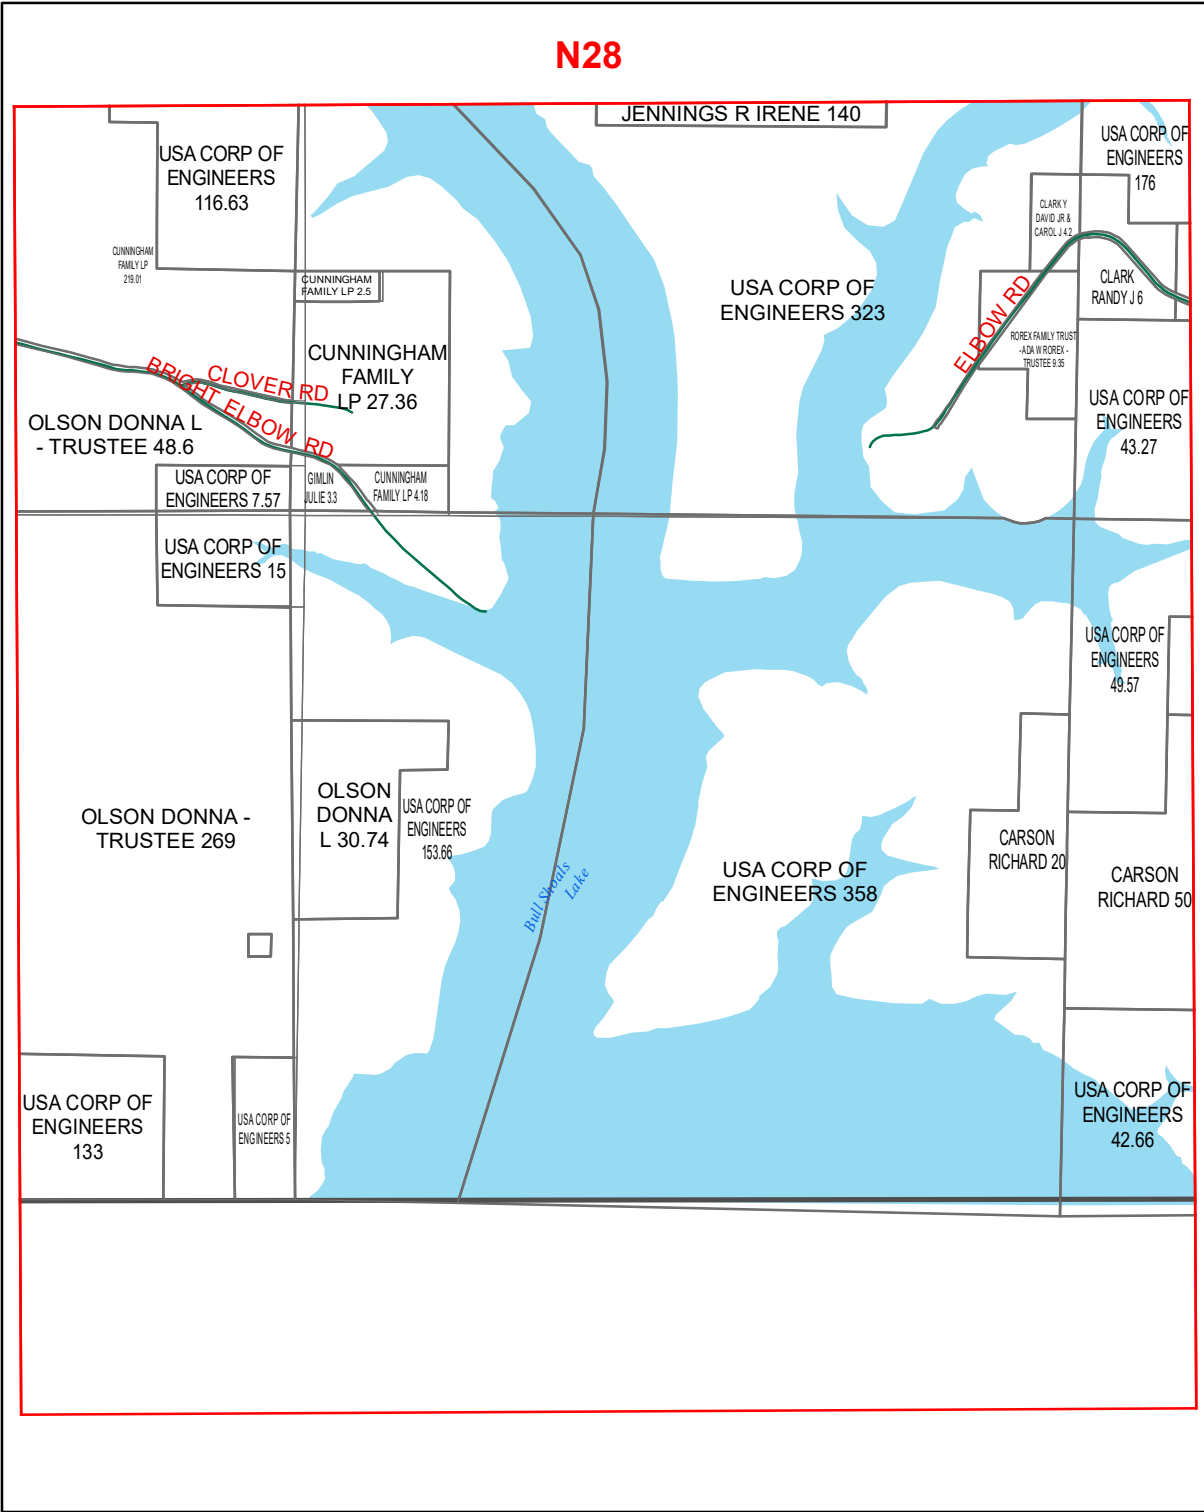 N28
JENNINGS R IRENE 140
USA CORP OF
ENGINEERS
116.63
USA CORP OF
ENGINEERS
176
CLARK Y
DAVID JR &
CAROL J 4.2
CUNNINGHAM
FAMILY LP
219.01
CUNNINGHAM
FAMILY LP 2.5
USA CORP OF
ENGINEERS 323
CLARK
RANDY J 6
ELBOW RD
ROREX FAMILY TRUST
- ADA W ROREX -
TRUSTEE 9.35
CUNNINGHAM
FAMILY
LP 27.36
CLOVER RD
BRIGHT ELBOW RD
OLSON DONNA L
- TRUSTEE 48.6
USA CORP OF
ENGINEERS
43.27
USA CORP OF
ENGINEERS 7.57
GIMLIN
JULIE 3.3
CUNNINGHAM
FAMILY LP 4.18
USA CORP OF
ENGINEERS 15
USA CORP OF
ENGINEERS
49.57
OLSON DONNA -
TRUSTEE 269
OLSON
DONNA
L 30.74
USA CORP OF
ENGINEERS
153.66
Bull Shoals
Lake
USA CORP OF
ENGINEERS 358
CARSON
RICHARD 20
CARSON
RICHARD 50
USA CORP OF
ENGINEERS
133
USA CORP OF
ENGINEERS 5
USA CORP OF
ENGINEERS
42.66